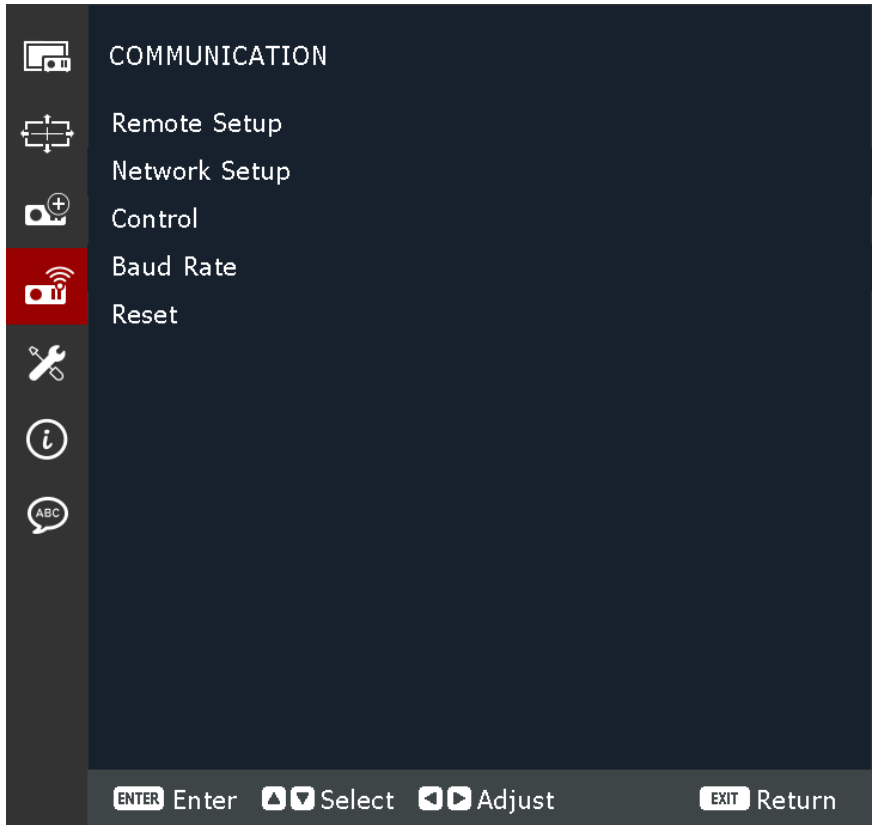 COMMUNICATION
Remote Setup
Network Setup
Control
Baud Rate
Reset
ABC
ENTER Enter Select Adjust EXIT Return